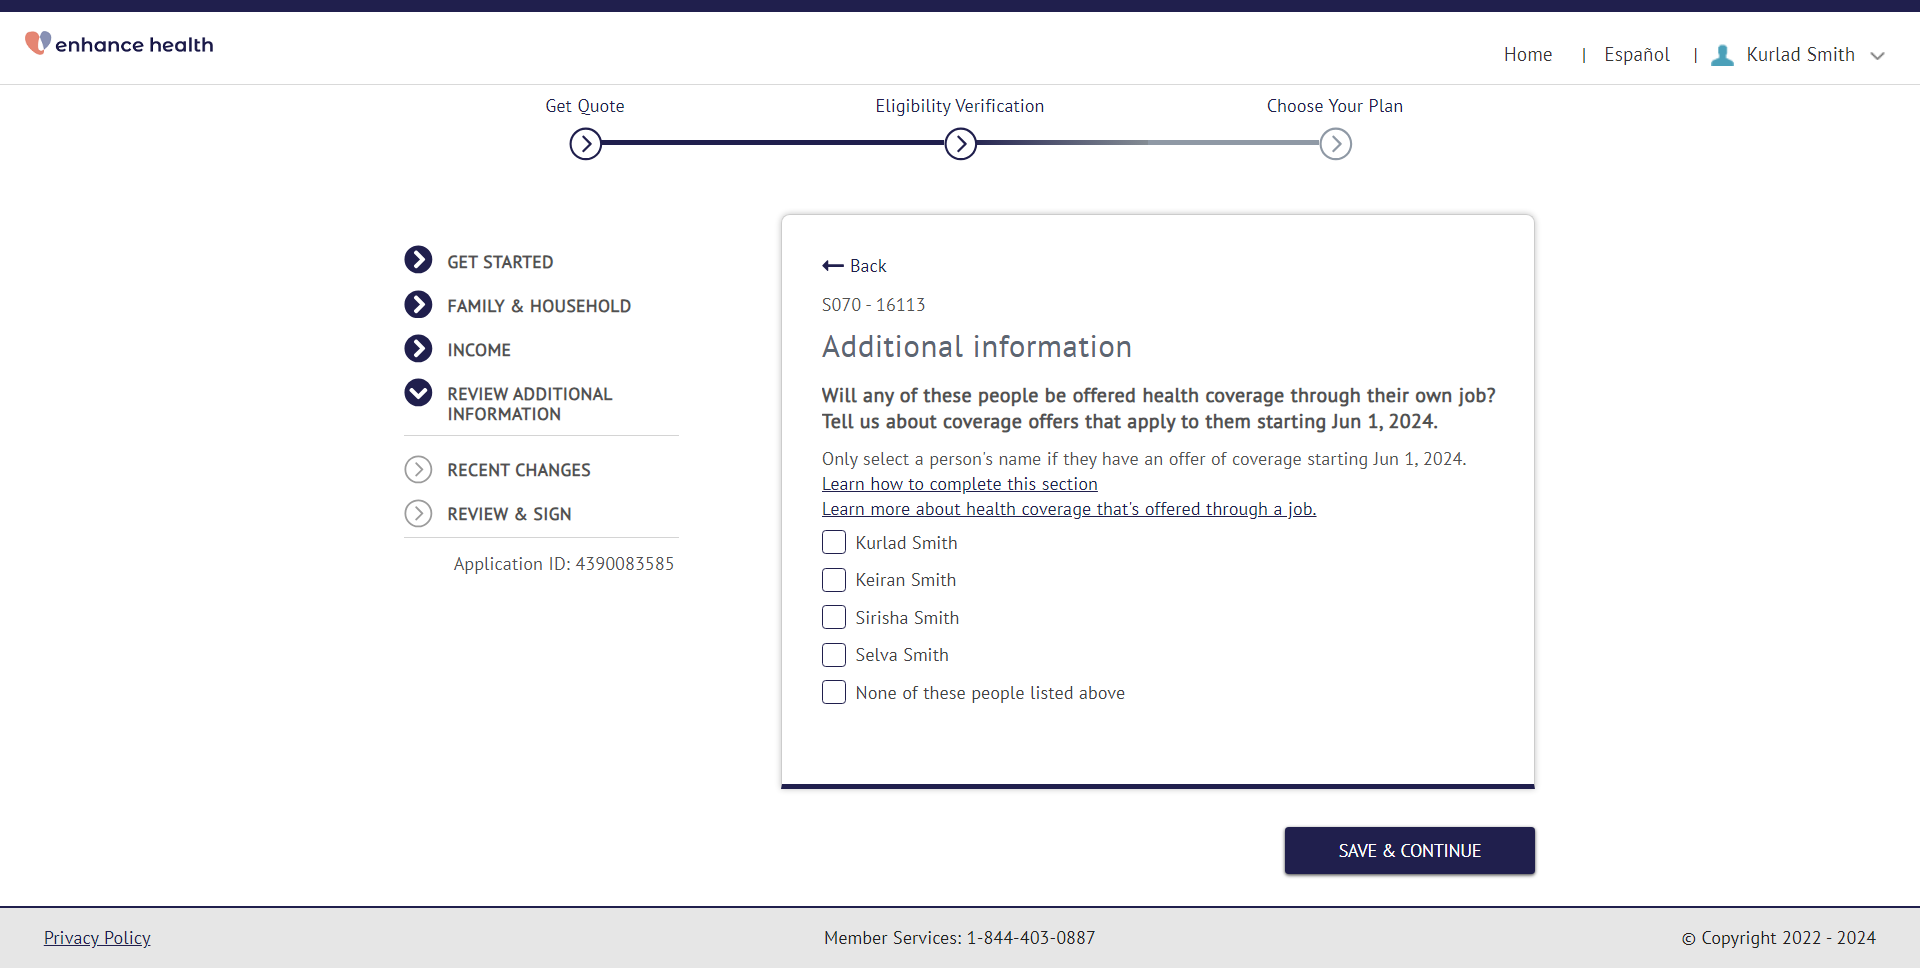 enhance health
Home | Español | Kurlad Smith
Get Quote
Eligibility Verification
Choose Your Plan
GET STARTED
FAMILY & HOUSEHOLD
INCOME
REVIEW ADDITIONAL
INFORMATION
RECENT CHANGES
REVIEW & SIGN
Application ID: 4390083585
Back
S070 - 16113
Additional information
Will any of these people be offered health coverage through their own job?
Tell us about coverage offers that apply to them starting Jun 1, 2024.
Only select a person's name if they have an offer of coverage starting Jun 1, 2024.
Learn how to complete this section
Learn more about health coverage that's offered through a job.
Kurlad Smith
Keiran Smith
Sirisha Smith
Selva Smith
None of these people listed above
SAVE & CONTINUE
Privacy Policy
Member Services: 1-844-403-0887
© Copyright 2022 - 2024